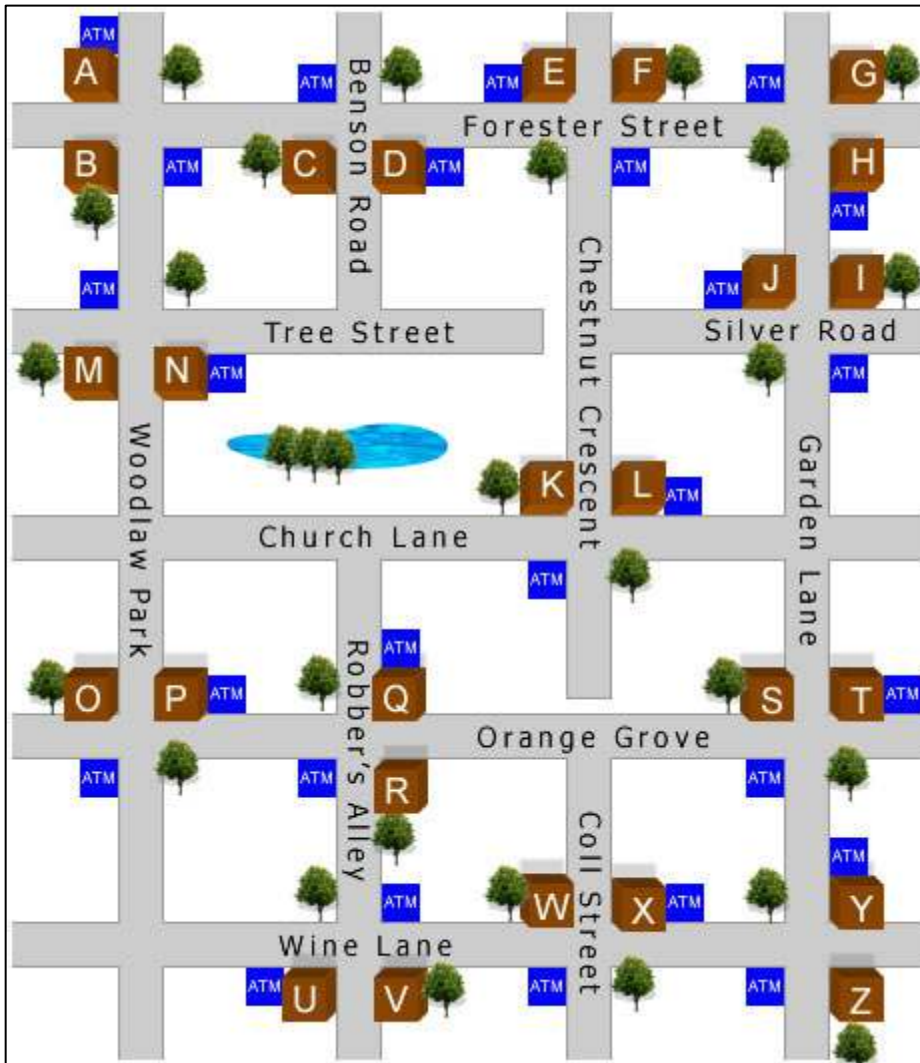 ATM
A
ATM
Benson Road
ATM
E
F
ATM
G
Forester Street
B
ATM
C
D
ATM
ATM
H
ATM
ATM
J
I
ATM
Chestnut Crescent
Tree Street
Silver Road
M
N
ATM
ATM
Woodlaw Park
K
L
ATM
Garden Lane
Church Lane
ATM
ATM
O
P
ATM
Robber's Alley
Q
S
T
ATM
Orange Grove
ATM
ATM
R
ATM
Coll Street
ATM
ATM
W
X
ATM
Y
Wine Lane
ATM
U
V
ATM
ATM
Z